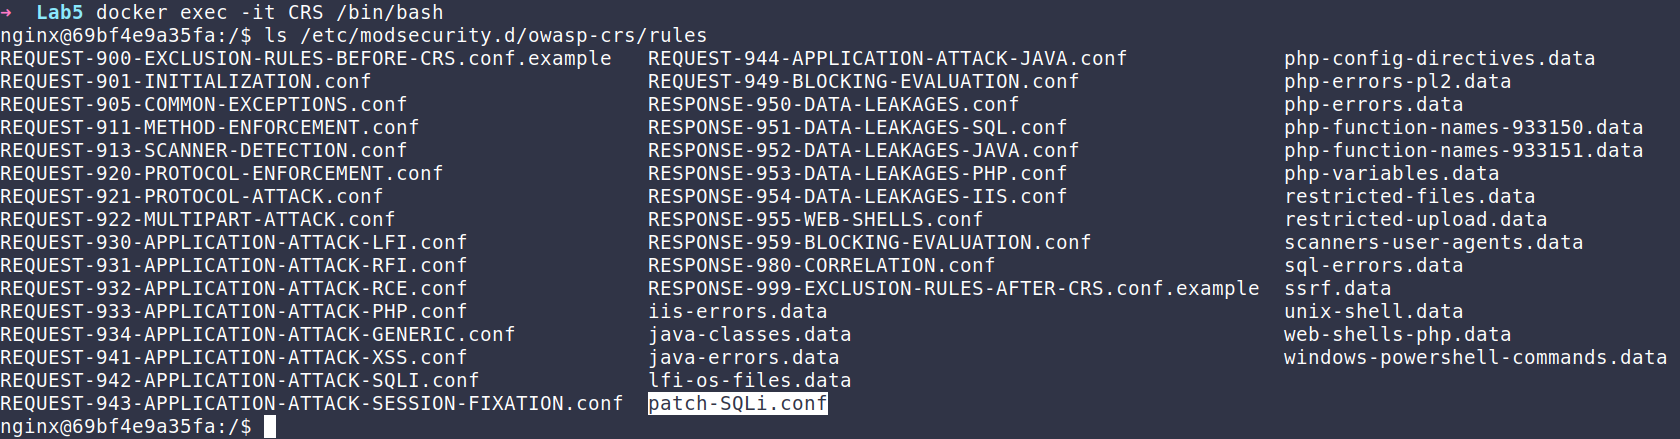 → Lab5 docker exec -it CRS /bin/bash
nginx@69bf4e9a35fa:/$ ls /etc/modsecurity.d/owasp-crs/rules
REQUEST-900-EXCLUSION-RULES-BEFORE-CRS.conf.example REQUEST-944-APPLICATION-ATTACK-JAVA.conf php-config-directives.data
REQUEST-901-INITIALIZATION.conf REQUEST-949-BLOCKING-EVALUATION.conf php-errors-pl2.data
REQUEST-905-COMMON-EXCEPTIONS.conf RESPONSE-950-DATA-LEAKAGES.conf php-errors.data
REQUEST-911-METHOD-ENFORCEMENT.conf RESPONSE-951-DATA-LEAKAGES-SQL.conf php-function-names-933150.data
REQUEST-913-SCANNER-DETECTION.conf RESPONSE-952-DATA-LEAKAGES-JAVA.conf php-function-names-933151.data
REQUEST-920-PROTOCOL-ENFORCEMENT.conf RESPONSE-953-DATA-LEAKAGES-PHP.conf php-variables.data
REQUEST-921-PROTOCOL-ATTACK.conf RESPONSE-954-DATA-LEAKAGES-IIS.conf restricted-files.data
REQUEST-922-MULTIPART-ATTACK.conf RESPONSE-955-WEB-SHELLS.conf restricted-upload.data
REQUEST-930-APPLICATION-ATTACK-LFI.conf RESPONSE-959-BLOCKING-EVALUATION.conf scanners-user-agents.data
REQUEST-931-APPLICATION-ATTACK-RFI.conf RESPONSE-980-CORRELATION.conf sql-errors.data
REQUEST-932-APPLICATION-ATTACK-RCE.conf RESPONSE-999-EXCLUSION-RULES-AFTER-CRS.conf.example ssrf.data
REQUEST-933-APPLICATION-ATTACK-PHP.conf iis-errors.data unix-shell.data
REQUEST-934-APPLICATION-ATTACK-GENERIC.conf java-classes.data web-shells-php.data
REQUEST-941-APPLICATION-ATTACK-XSS.conf java-errors.data windows-powershell-commands.data
REQUEST-942-APPLICATION-ATTACK-SQLI.conf lfi-os-files.data
REQUEST-943-APPLICATION-ATTACK-SESSION-FIXATION.conf patch-SQLi.conf
nginx@69bf4e9a35fa:/$